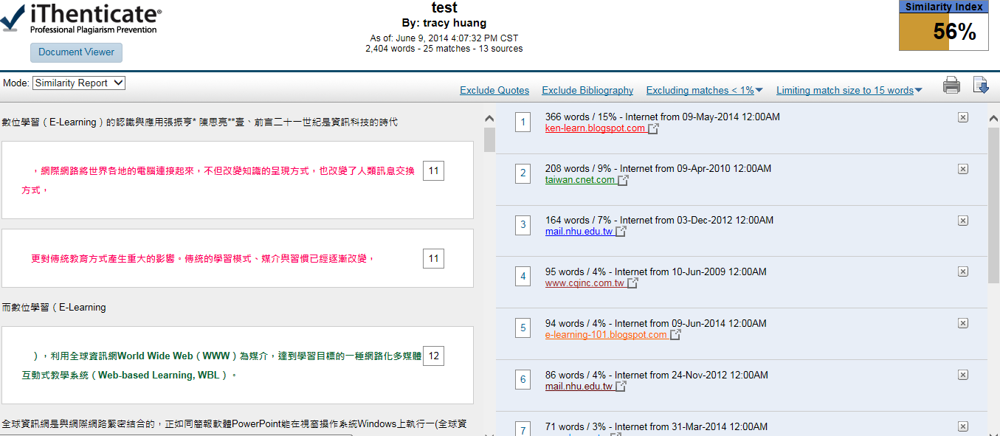 iThenticate®
Professional Plagiarism Prevention
Document Viewer
test
By: tracy huang
As of: June 9, 2014 4:07:32 PM CST
2,404 words - 25 matches - 13 sources
Similarity Index
56%
Mode: Similarity Report
Exclude Quotes
Exclude Bibliography
Excluding matches < 1%
Limiting match size to 15 words
數位學習（E-Learning）的認識與應用張振亨* 陳思亮**壹、前言二十一世紀是資訊科技的時代
，網際網路將世界各地的電腦連接起來，不但改變知識的呈現方式，也改變了人類訊息交換
方式，
11
更對傳統教育方式產生重大的影響。傳統的學習模式、媒介與習慣已經逐漸改變，
11
而數位學習（E-Learning
），利用全球資訊網World Wide Web（WWW）為媒介，達到學習目標的一種網路化多媒體
互動式教學系統（Web-based Learning, WBL）。
12
全球資訊網是與網際網路緊密結合的，正如同簡報軟體PowerPoint能在視窗操作系統Windows上執行一(全球資
1
366 words / 15% - Internet from 09-May-2014 12:00AM
ken-learn.blogspot.com
2
208 words / 9% - Internet from 09-Apr-2010 12:00AM
taiwan.cnet.com
3
164 words / 7% - Internet from 03-Dec-2012 12:00AM
mail.nhu.edu.tw
4
95 words / 4% - Internet from 10-Jun-2009 12:00AM
www.cqinc.com.tw
5
94 words / 4% - Internet from 09-Jun-2014 12:00AM
e-learning-101.blogspot.com
6
86 words / 4% - Internet from 24-Nov-2012 12:00AM
mail.nhu.edu.tw
7
71 words / 3% - Internet from 31-Mar-2014 12:00AM